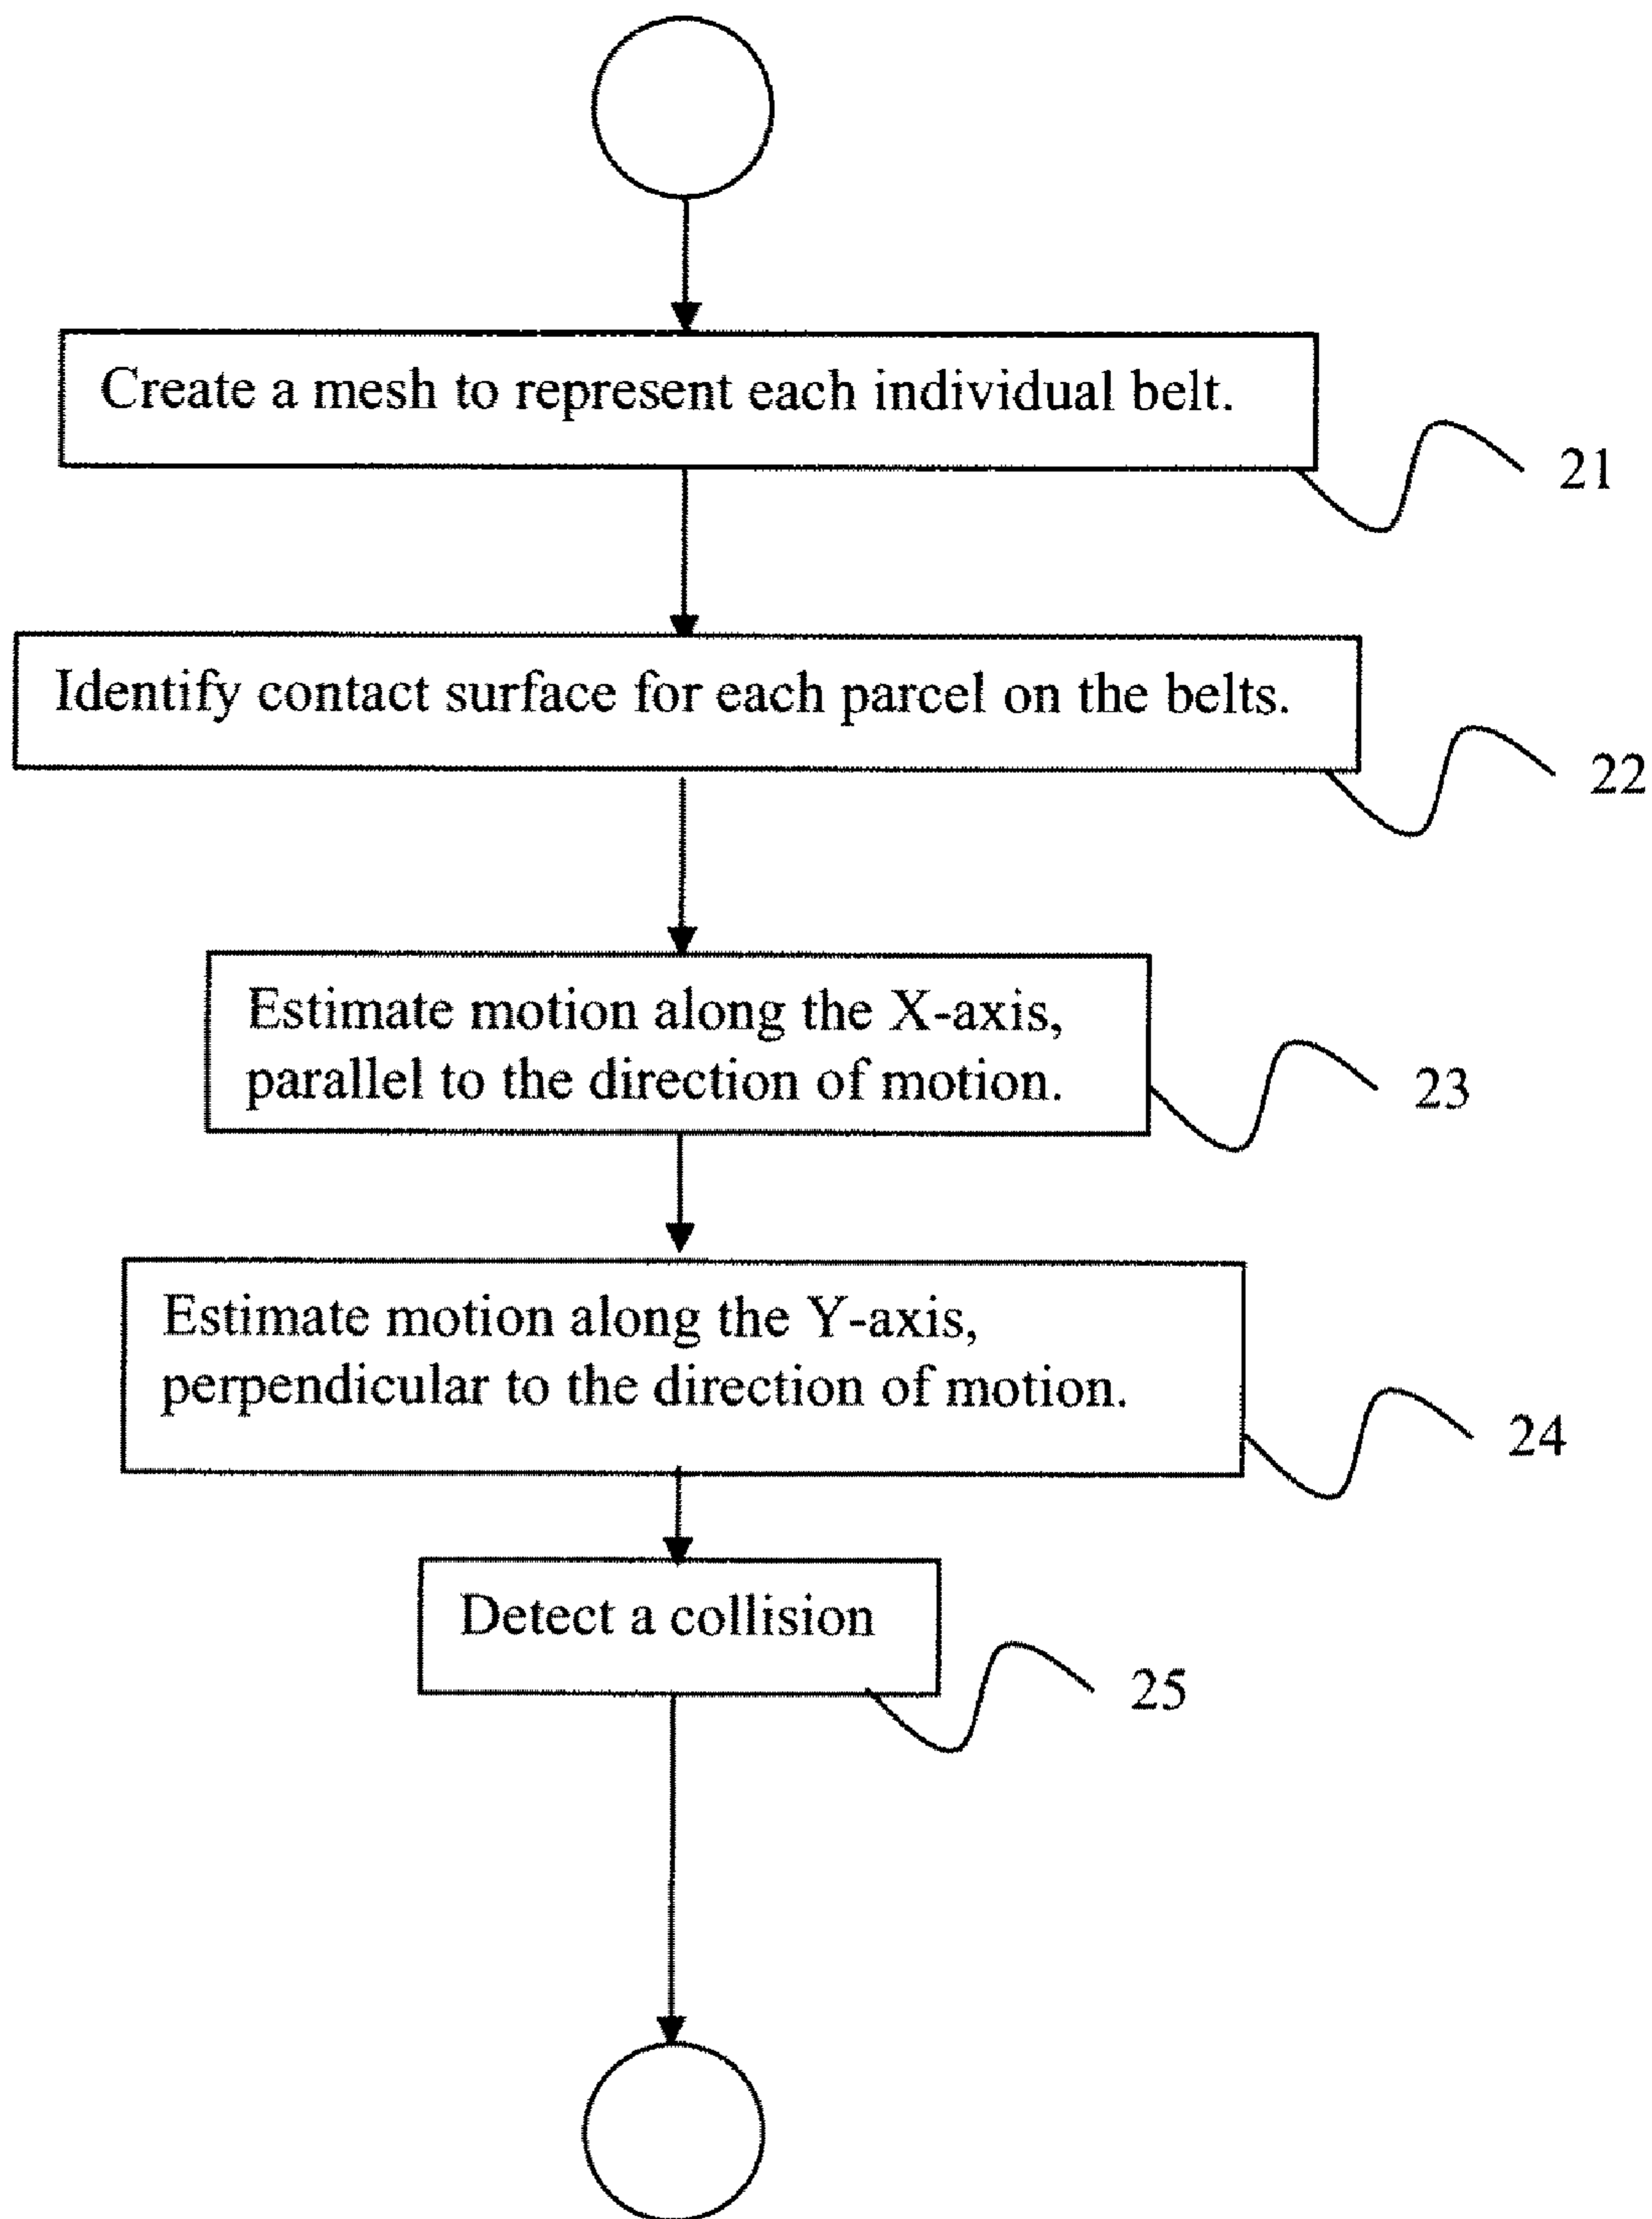 Create a mesh to represent each individual belt.
21
Identify contact surface for each parcel on the belts.
22
Estimate motion along the X-axis,
parallel to the direction of motion.
23
Estimate motion along the Y-axis,
perpendicular to the direction of motion.
24
Detect a collision
25